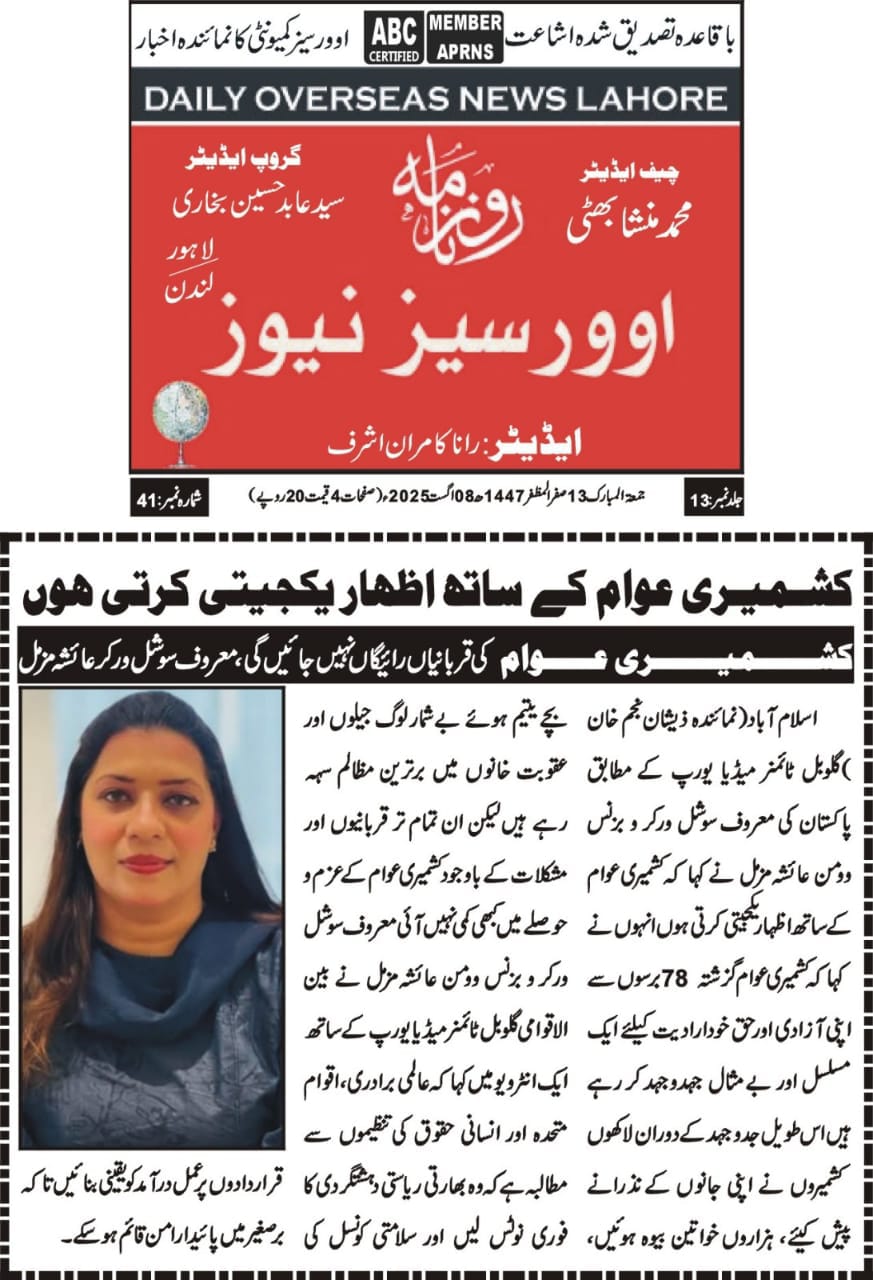 باقاعدہ تصدیق شدہ اشاعت
MEMBER
APRNS
ABC
CERTIFIED
اوورسیز کمیونٹی کا نمائندہ اخبار
DAILY OVERSEAS NEWS LAHORE
چیف ایڈیٹر
محمد منشا بھٹی
روزنامہ
گروپ ایڈیٹر
سید عابد حسین بخاری
لاہور
لندن
اوورسیز نیوز
ایڈیٹر: رانا کامران اشرف
جلد نمبر: 13
جمعۃ المبارک 13 صفر المظفر 1447ھ 08 اگست 2025ء (صفحات 4 قیمت 20 روپے)
شمارہ نمبر: 41
کشمیری عوام کے ساتھ اظہار یکجیتی کرتی ھوں
کشمیری عوام کی قربانیاں رائیگاں نہیں جائیں گی، معروف سوشل ورکر عائشہ مزمل
اسلام آباد (نمائندہ ذیشان نجم خان
) گلوبل ٹائمز میڈیا یورپ کے مطابق
پاکستان کی معروف سوشل ورکر و بزنس
وومن عائشہ مزمل نے کہا کہ کشمیری عوام
کے ساتھ اظہار یکجیتی کرتی ہوں انہوں نے
کہا کہ کشمیری عوام گزشتہ 78 برسوں سے
اپنی آزادی اور حق خودارادیت کیلئے ایک
مسلسل اور بے مثال جہدوجہد کر رہے
ہیں اس طویل جدوجہد کے دوران لاکھوں
کشمیروں نے اپنی جانوں کے نذرانے
پیش کیئے، ہزاروں خواتین بیوہ ہوئیں،
بچے یتیم ہوئے بے شمار لوگ جیلوں اور
عقوبت خانوں میں برترین مظالم سہہ
رہے ہیں لیکن ان تمام تر قربانیوں اور
مشکلات کے باوجود کشمیری عوام کے عزم و
حوصلے میں کبھی کمی نہیں آئی معروف سوشل
ورکر و بزنس وومن عائشہ مزمل نے بین
الاقوامی گلوبل ٹائمز میڈیا یورپ کے ساتھ
ایک انٹرویو میں کہا کہ عالمی برادری، اقوام
متحدہ اور انسانی حقوق کی تنظیموں سے
مطالبہ ہے کہ وہ بھارتی ریاستی دہشتگردی کا
فوری نوٹس لیں اور سلامتی کونسل کی
قراردادوں پر عمل درآمد کو یقینی بنائیں تاکہ
برصغیر میں پائیدار امن قائم ہو سکے۔